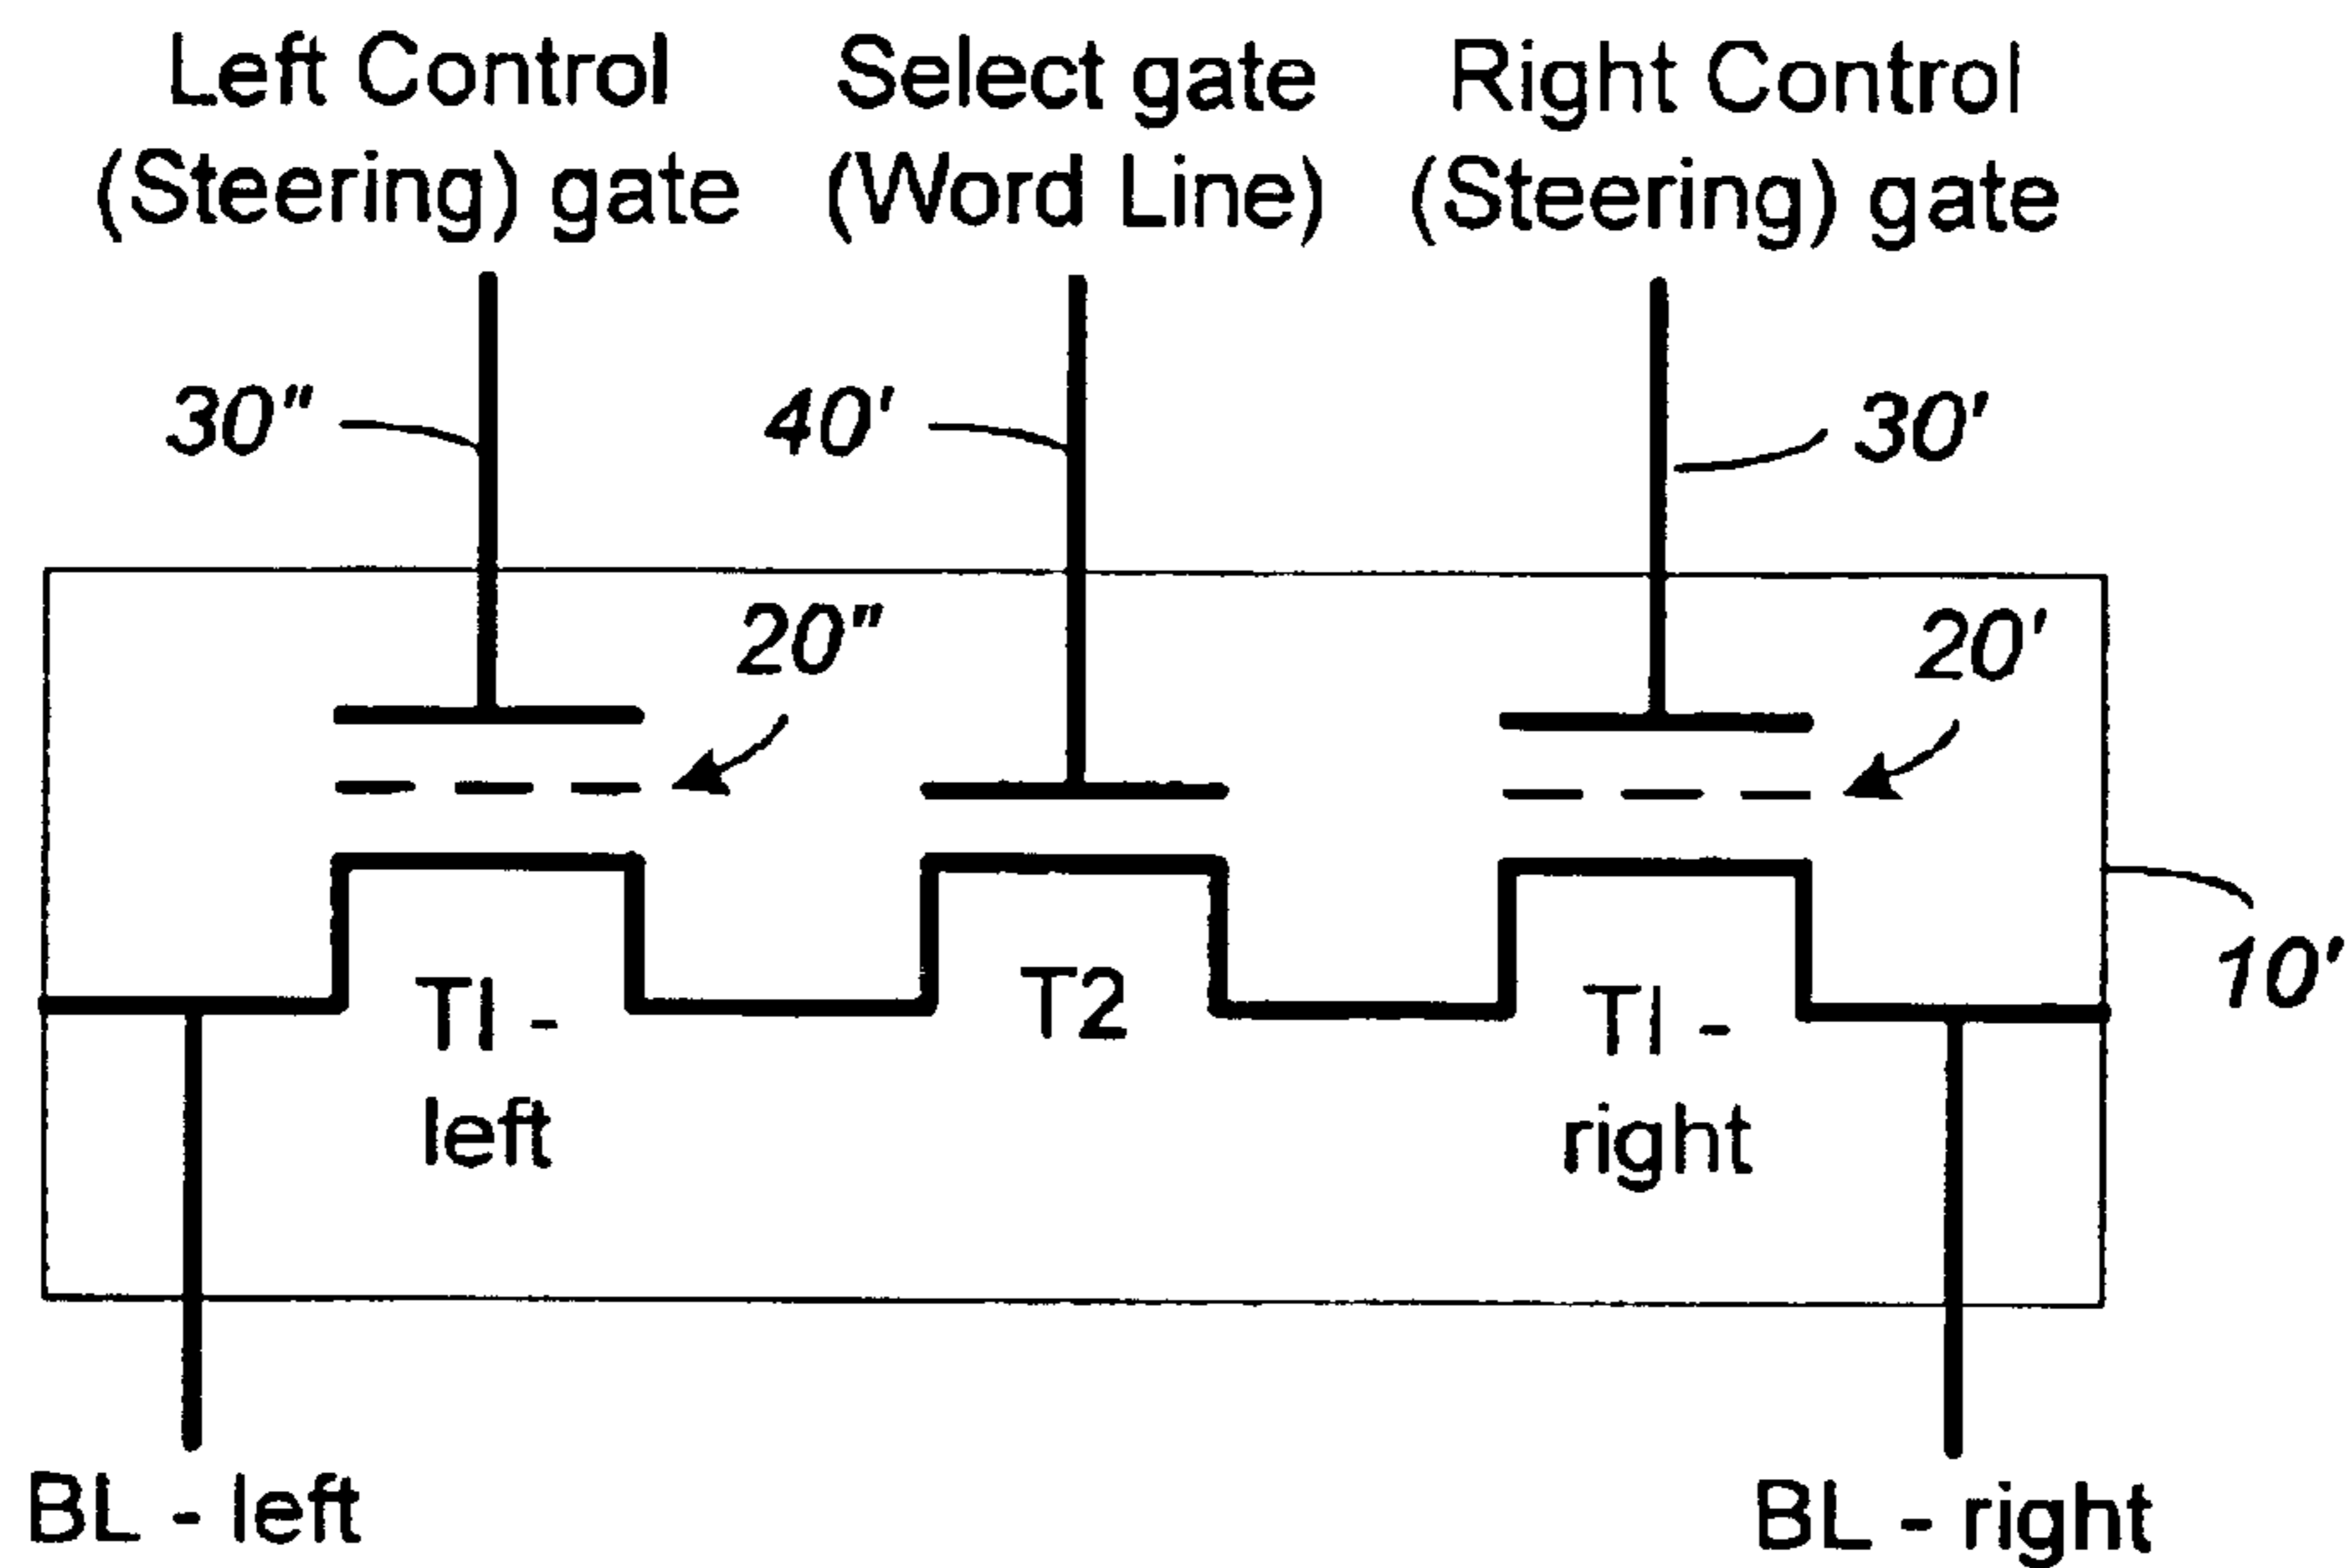 Left Control
(Steering) gate
Select gate
(Word Line)
Right Control
(Steering) gate
30"
40'
30'
20"
20'
10'
TI -
left
T2
TI -
right
BL - left
BL - right